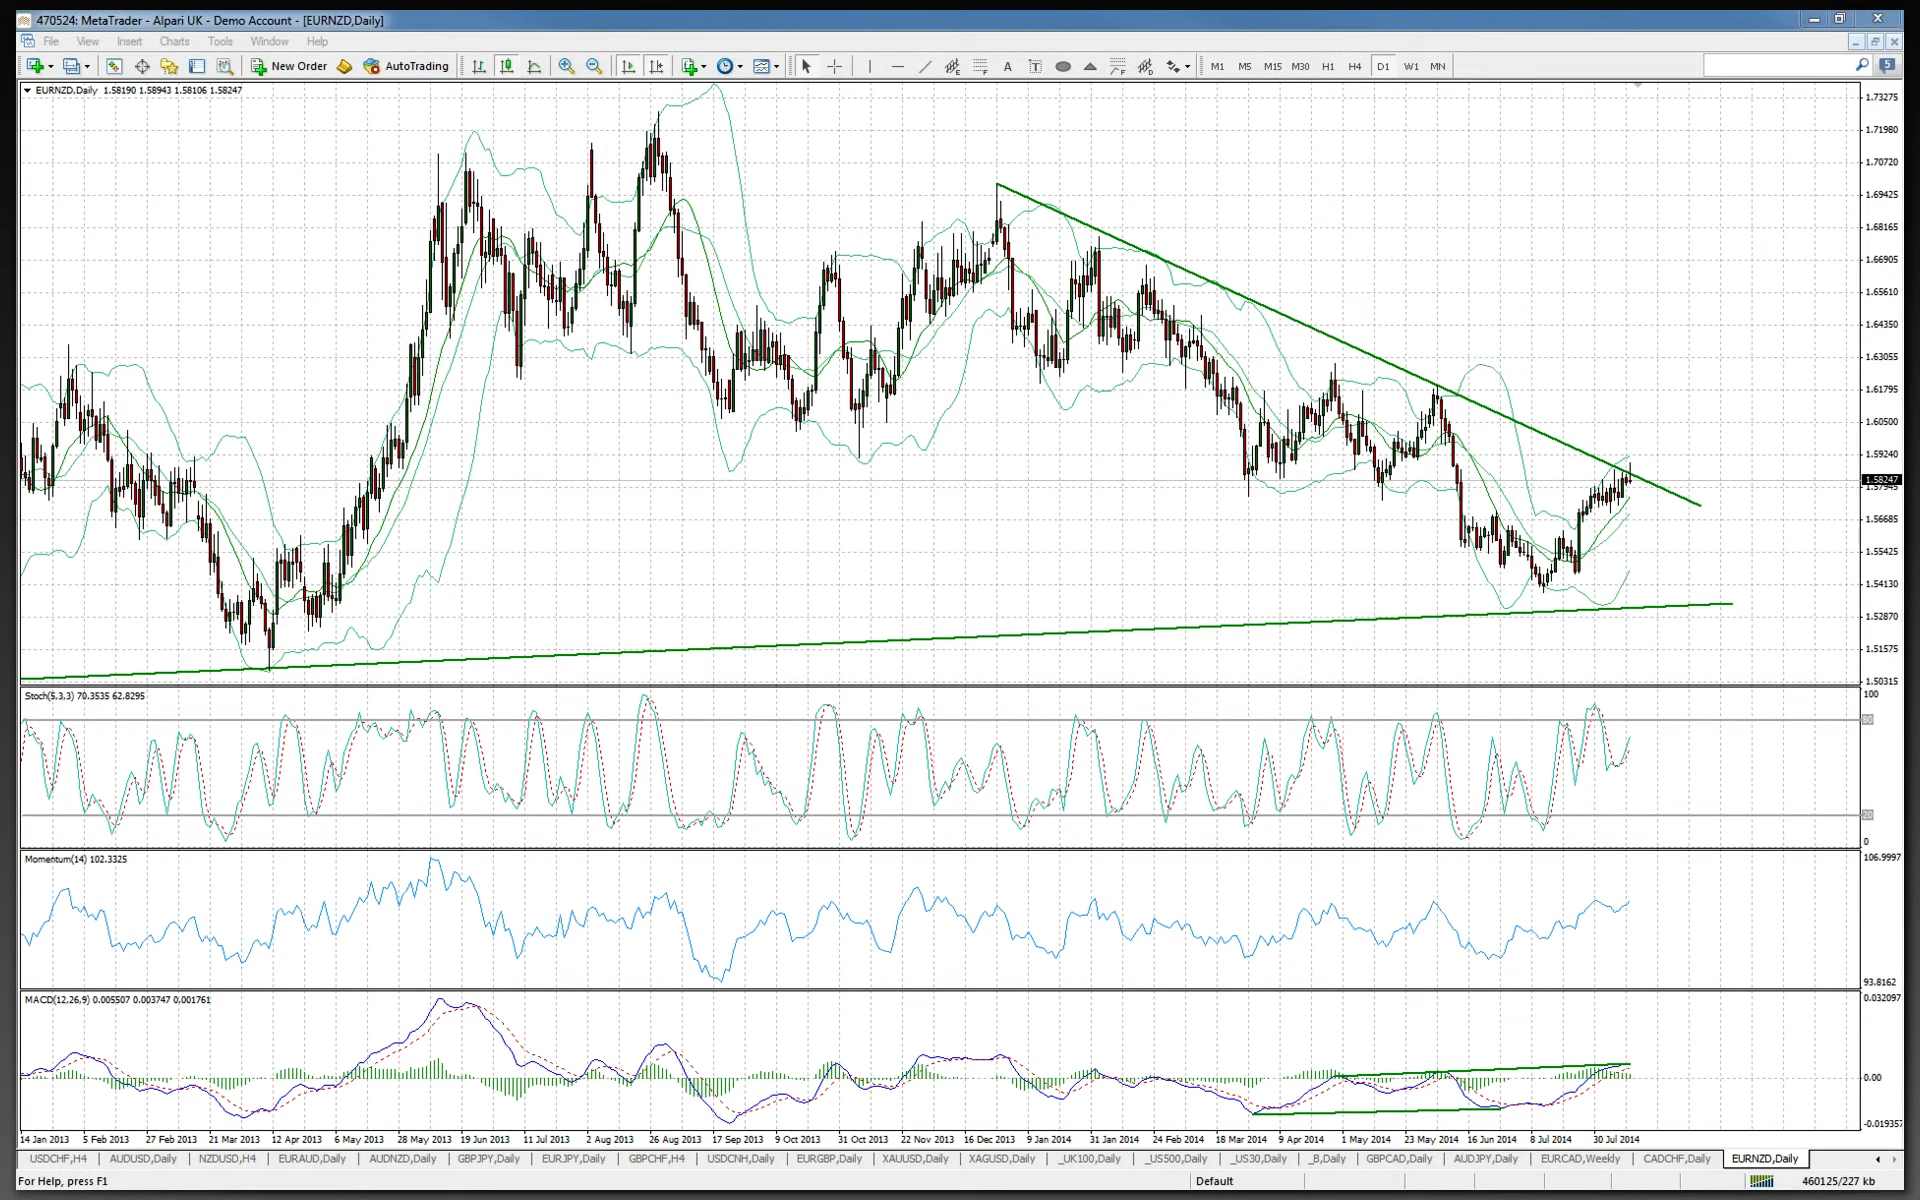 470524: MetaTrader - Alpari UK - Demo Account - [EURNZD,Daily]
File View Insert Charts Tools Window Help
New Order AutoTrading A T M1 M5 M15 M30 H1 H4 D1 W1 MN 5
EURNZD,Daily 1.58190 1.58943 1.58106 1.58247
1.73275
1.71980
1.70720
1.69425
1.68165
1.66905
1.65610
1.64350
1.63055
1.61795
1.60500
1.59240
1.58247
1.57945
1.56685
1.55425
1.54130
1.52870
1.51575
1.50315
Stoch(5,3,3) 70.3535 62.8295
100
80
20
0
Momentum(14) 102.3325
106.9997
93.8162
MACD(12,26,9) 0.005507 0.003747 0.001761
0.032097
0.00
-0.019357
14 Jan 2013 5 Feb 2013 27 Feb 2013 21 Mar 2013 12 Apr 2013 6 May 2013 28 May 2013 19 Jun 2013 11 Jul 2013 2 Aug 2013 26 Aug 2013 17 Sep 2013 9 Oct 2013 31 Oct 2013 22 Nov 2013 16 Dec 2013 9 Jan 2014 31 Jan 2014 24 Feb 2014 18 Mar 2014 9 Apr 2014 1 May 2014 23 May 2014 16 Jun 2014 8 Jul 2014 30 Jul 2014
USDCHF,H4 AUDUSD,Daily NZDUSD,H4 EURAUD,Daily AUDNZD,Daily GBPJPY,Daily EURJPY,Daily GBPCHF,H4 USDCNH,Daily EURGBP,Daily XAUUSD,Daily XAGUSD,Daily _UK100,Daily _US500,Daily _US30,Daily _B,Daily GBPCAD,Daily AUDJPY,Daily EURCAD,Weekly CADCHF,Daily EURNZD,Daily
For Help, press F1 Default 460125/227 kb